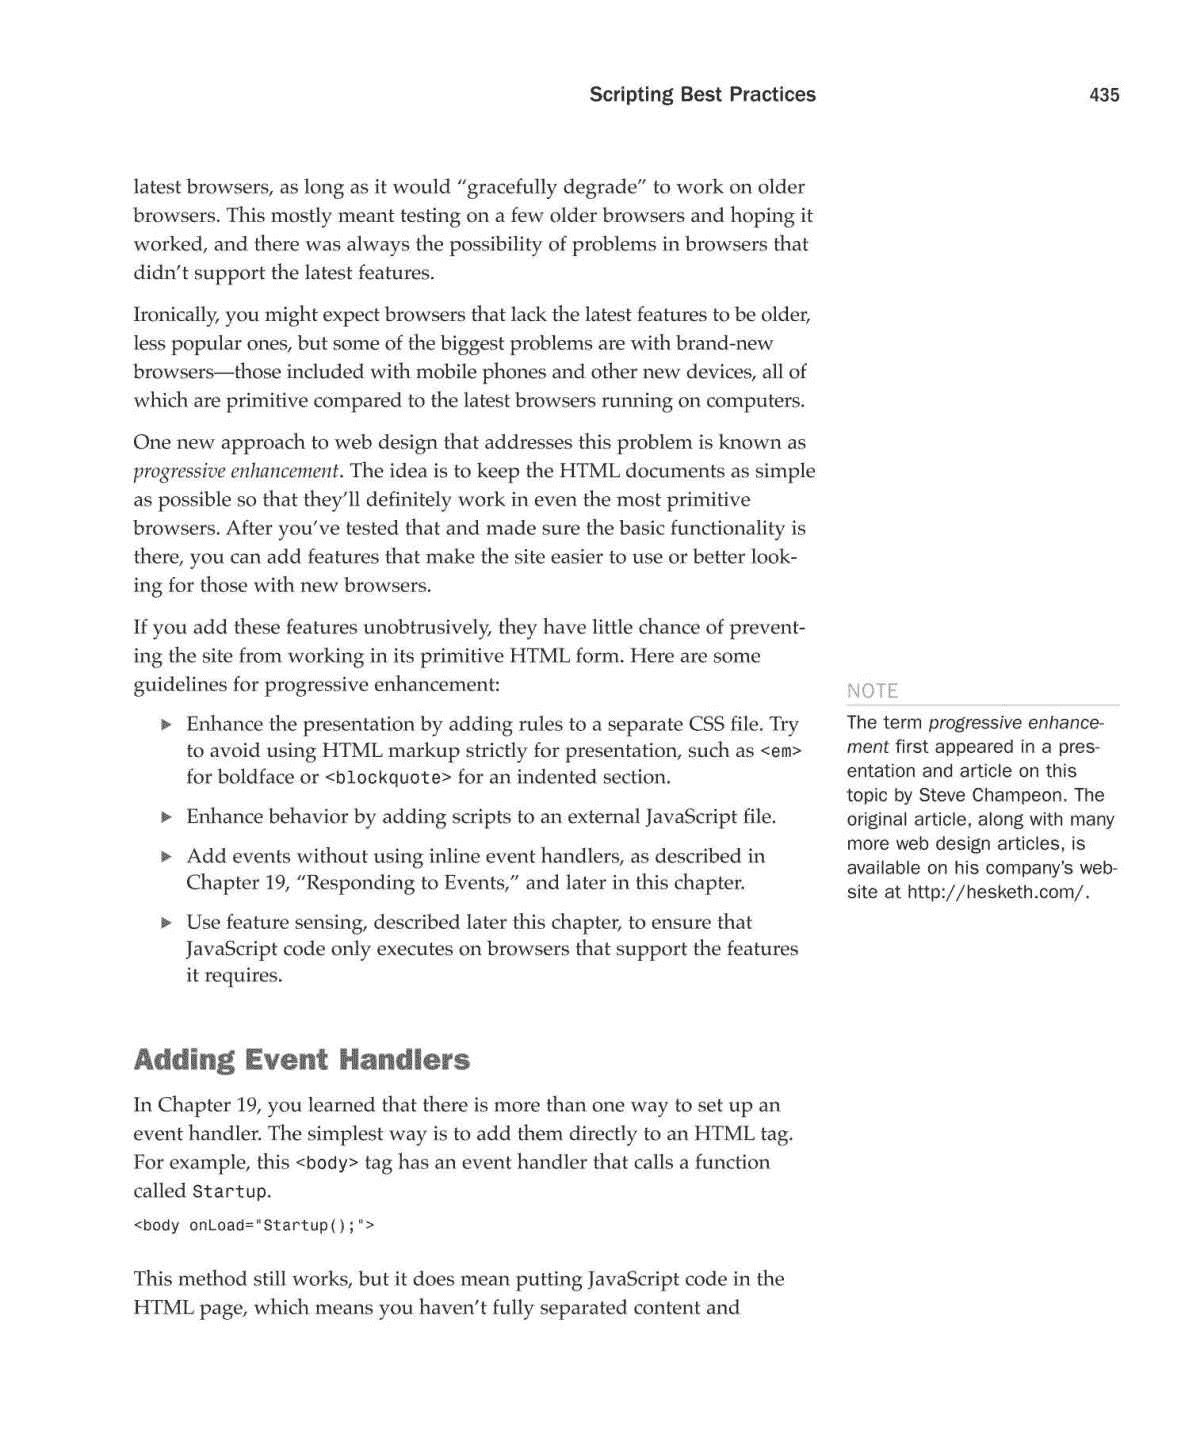 Scripting Best Practices 435
latest browsers, as long as it would “gracefully degrade” to work on older
browsers. This mostly meant testing on a few older browsers and hoping it
worked, and there was always the possibility of problems in browsers that
didn’t support the latest features.
Ironically, you might expect browsers that lack the latest features to be older,
less popular ones, but some of the biggest problems are with brand-new
browsers—those included with mobile phones and other new devices, all of
which are primitive compared to the latest browsers running on computers.
One new approach to web design that addresses this problem is known as
progressive enhancement. The idea is to keep the HTML documents as simple
as possible so that they’ll definitely work in even the most primitive
browsers. After you’ve tested that and made sure the basic functionality is
there, you can add features that make the site easier to use or better look-
ing for those with new browsers.
If you add these features unobtrusively, they have little chance of prevent-
ing the site from working in its primitive HTML form. Here are some
guidelines for progressive enhancement:
▶ Enhance the presentation by adding rules to a separate CSS file. Try
to avoid using HTML markup strictly for presentation, such as <em>
for boldface or <blockquote> for an indented section.
▶ Enhance behavior by adding scripts to an external JavaScript file.
▶ Add events without using inline event handlers, as described in
Chapter 19, “Responding to Events,” and later in this chapter.
▶ Use feature sensing, described later this chapter, to ensure that
JavaScript code only executes on browsers that support the features
it requires.
NOTE
The term progressive enhance-
ment first appeared in a pres-
entation and article on this
topic by Steve Champeon. The
original article, along with many
more web design articles, is
available on his company’s web-
site at http://hesketh.com/.
Adding Event Handlers
In Chapter 19, you learned that there is more than one way to set up an
event handler. The simplest way is to add them directly to an HTML tag.
For example, this <body> tag has an event handler that calls a function
called Startup.
<body onLoad="Startup();">
This method still works, but it does mean putting JavaScript code in the
HTML page, which means you haven’t fully separated content and